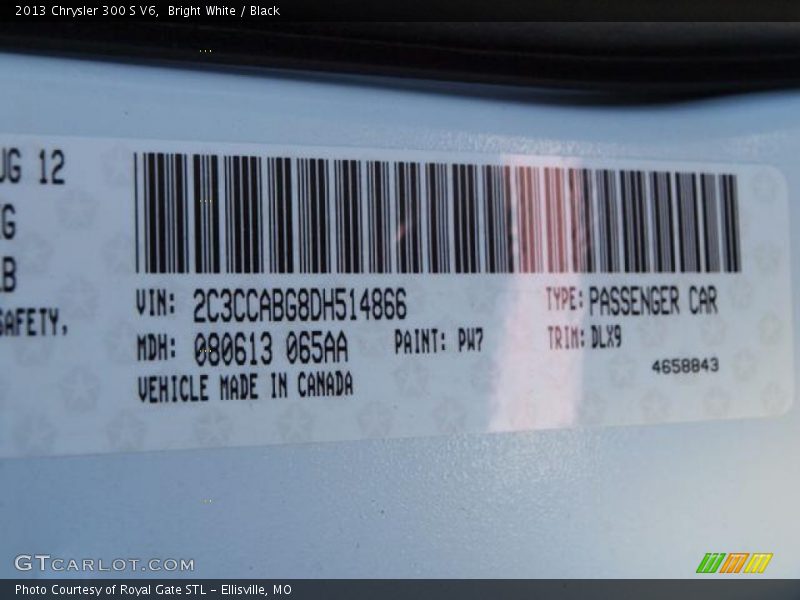 2013 Chrysler 300 S V6, Bright White / Black
UG 12
G
LB
SAFETY,
VIN: 2C3CCABG8DH514866
TYPE: PASSENGER CAR
MDH: 080613 065AA
PAINT: PW7
TRIM: DLX9
VEHICLE MADE IN CANADA
4658843
GTCARLOT.COM
Photo Courtesy of Royal Gate STL - Ellisville, MO